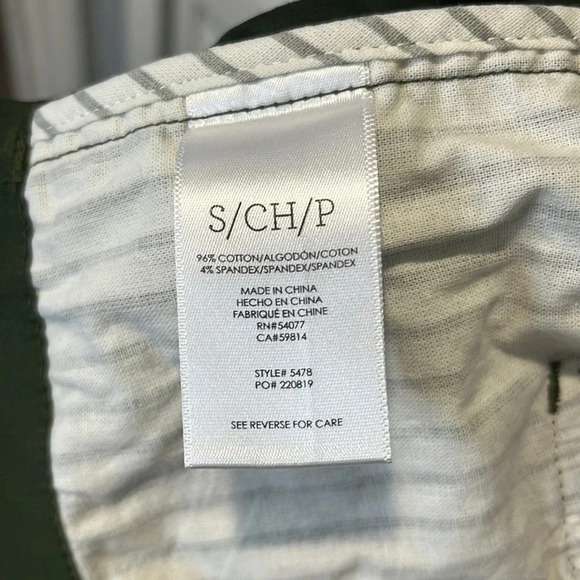 S/CH/P
96% COTTON/ALGODÓN/COTON
4% SPANDEX/SPANDEX/SPANDEX
MADE IN CHINA
HECHO EN CHINA
FABRIQUÉ EN CHINE
RN#54077
CA#59814
STYLE# 5478
PO# 220819
SEE REVERSE FOR CARE